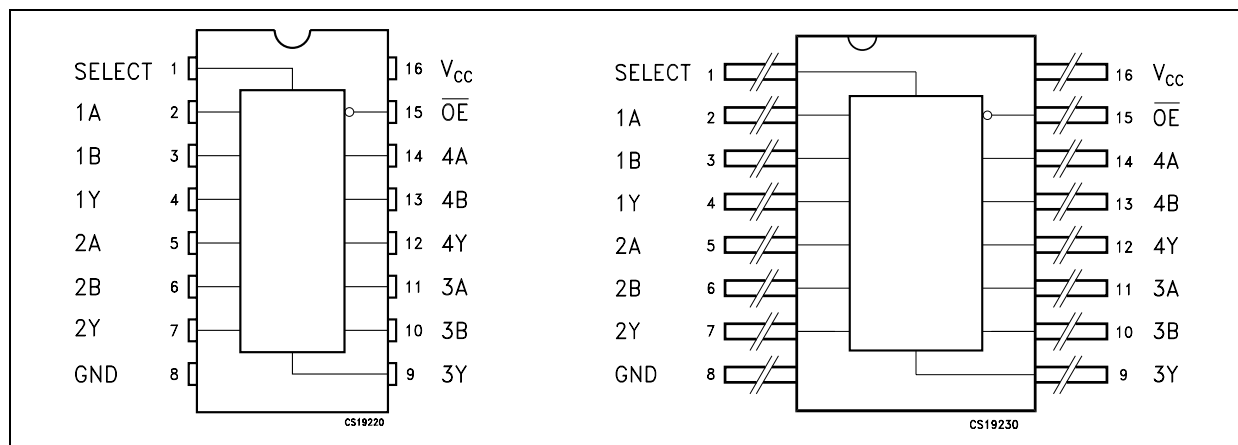 SELECT 1 16 VCC
1A 2 15 OE
1B 3 14 4A
1Y 4 13 4B
2A 5 12 4Y
2B 6 11 3A
2Y 7 10 3B
GND 8 9 3Y
CS19220
SELECT 1 16 VCC
1A 2 15 OE
1B 3 14 4A
1Y 4 13 4B
2A 5 12 4Y
2B 6 11 3A
2Y 7 10 3B
GND 8 9 3Y
CS19230